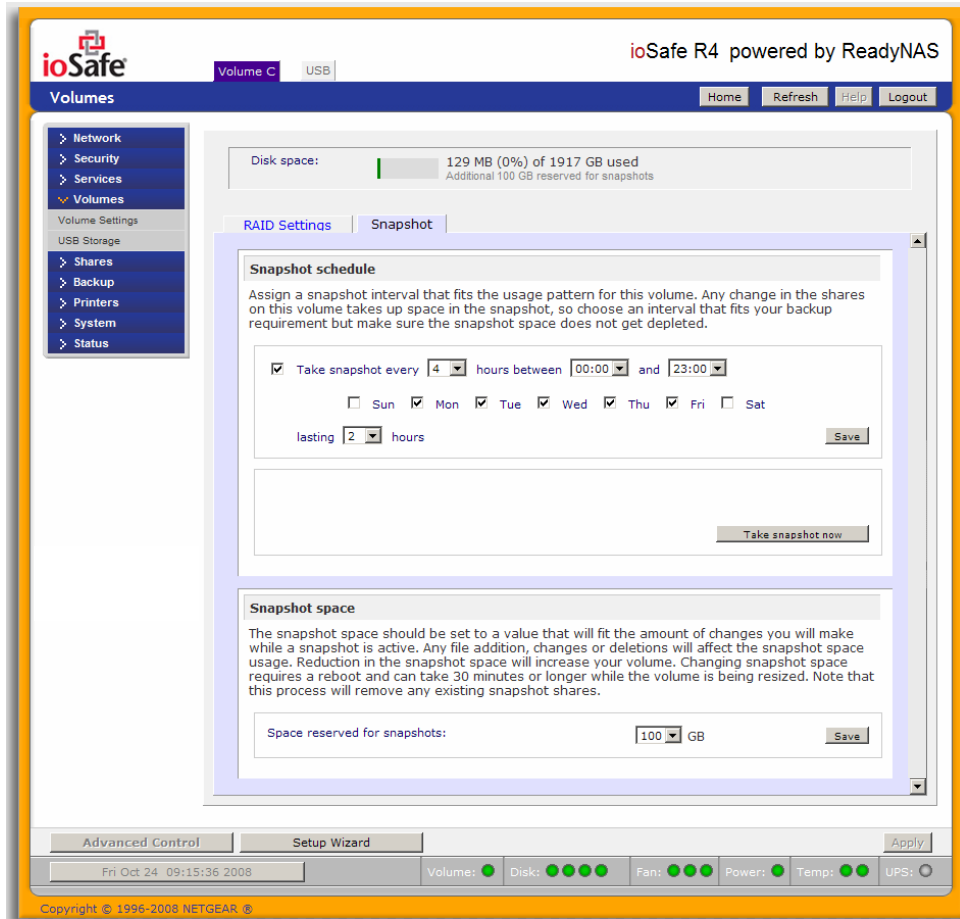 ioSafe
ioSafe R4 powered by ReadyNAS
Volume C
USB
Volumes
Home
Refresh
Help
Logout
Network
Security
Services
Volumes
Volume Settings
USB Storage
Shares
Backup
Printers
System
Status
Disk space:
129 MB (0%) of 1917 GB used
Additional 100 GB reserved for snapshots
RAID Settings
Snapshot
Snapshot schedule
Assign a snapshot interval that fits the usage pattern for this volume. Any change in the shares
on this volume takes up space in the snapshot, so choose an interval that fits your backup
requirement but make sure the snapshot space does not get depleted.
Take snapshot every 4 hours between 00:00 and 23:00
Sun Mon Tue Wed Thu Fri Sat
lasting 2 hours
Save
Take snapshot now
Snapshot space
The snapshot space should be set to a value that will fit the amount of changes you will make
while a snapshot is active. Any file addition, changes or deletions will affect the snapshot space
usage. Reduction in the snapshot space will increase your volume. Changing snapshot space
requires a reboot and can take 30 minutes or longer while the volume is being resized. Note that
this process will remove any existing snapshot shares.
Space reserved for snapshots:
100 GB
Save
Advanced Control
Setup Wizard
Apply
Fri Oct 24 09:15:36 2008
Volume:
Disk:
Fan:
Power:
Temp:
UPS:
Copyright © 1996-2008 NETGEAR ®